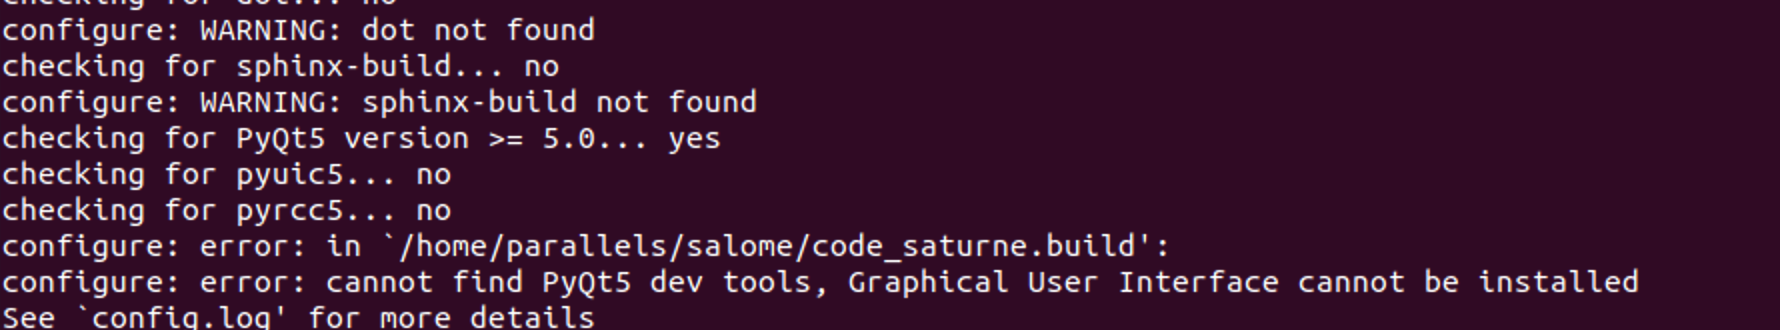 checking for dot... no
configure: WARNING: dot not found
checking for sphinx-build... no
configure: WARNING: sphinx-build not found
checking for PyQt5 version >= 5.0... yes
checking for pyuic5... no
checking for pyrcc5... no
configure: error: in `/home/parallels/salome/code_saturne.build':
configure: error: cannot find PyQt5 dev tools, Graphical User Interface cannot be installed
See `config.log' for more details